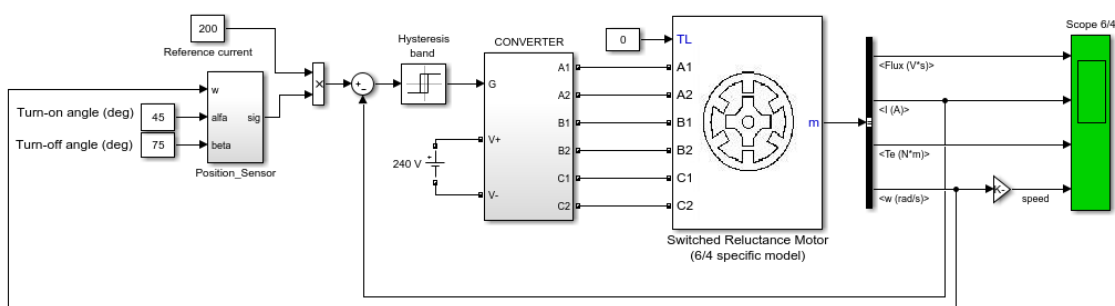 200
Reference current
Turn-on angle (deg)
45
Turn-off angle (deg)
75
w
alfa
beta
sig
Position_Sensor
×
+
-
Hysteresis
band
CONVERTER
G
V+
V-
240 V
+
A1
A2
B1
B2
C1
C2
0
TL
A1
A2
B1
B2
C1
C2
m
Switched Reluctance Motor
(6/4 specific model)
<Flux (V*s)>
<I (A)>
<Te (N*m)>
<w (rad/s)>
K-
speed
Scope 6/4